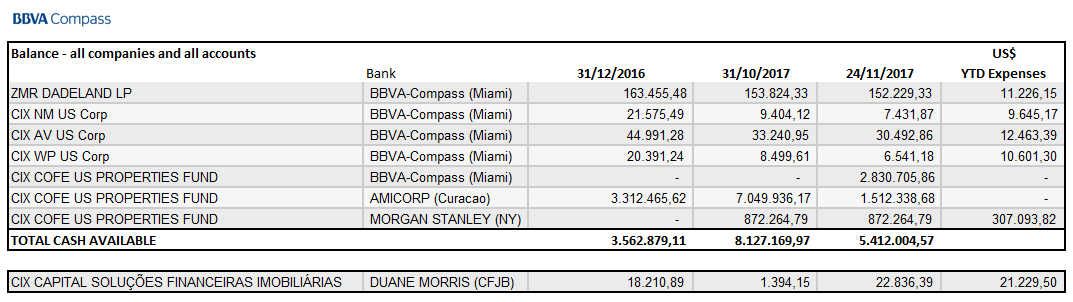 BBVA Compass
Balance - all companies and all accounts US$
Bank 31/12/2016 31/10/2017 24/11/2017 YTD Expenses
ZMR DADELAND LP BBVA-Compass (Miami) 163.455,48 153.824,33 152.229,33 11.226,15
CIX NM US Corp BBVA-Compass (Miami) 21.575,49 9.404,12 7.431,87 9.645,17
CIX AV US Corp BBVA-Compass (Miami) 44.991,28 33.240,95 30.492,86 12.463,39
CIX WP US Corp BBVA-Compass (Miami) 20.391,24 8.499,61 6.541,18 10.601,30
CIX COFE US PROPERTIES FUND BBVA-Compass (Miami) - - 2.830.705,86 -
CIX COFE US PROPERTIES FUND AMICORP (Curacao) 3.312.465,62 7.049.936,17 1.512.338,68 -
CIX COFE US PROPERTIES FUND MORGAN STANLEY (NY) - 872.264,79 872.264,79 307.093,82
TOTAL CASH AVAILABLE 3.562.879,11 8.127.169,97 5.412.004,57
CIX CAPITAL SOLUÇÕES FINANCEIRAS IMOBILIÁRIAS DUANE MORRIS (CFJB) 18.210,89 1.394,15 22.836,39 21.229,50